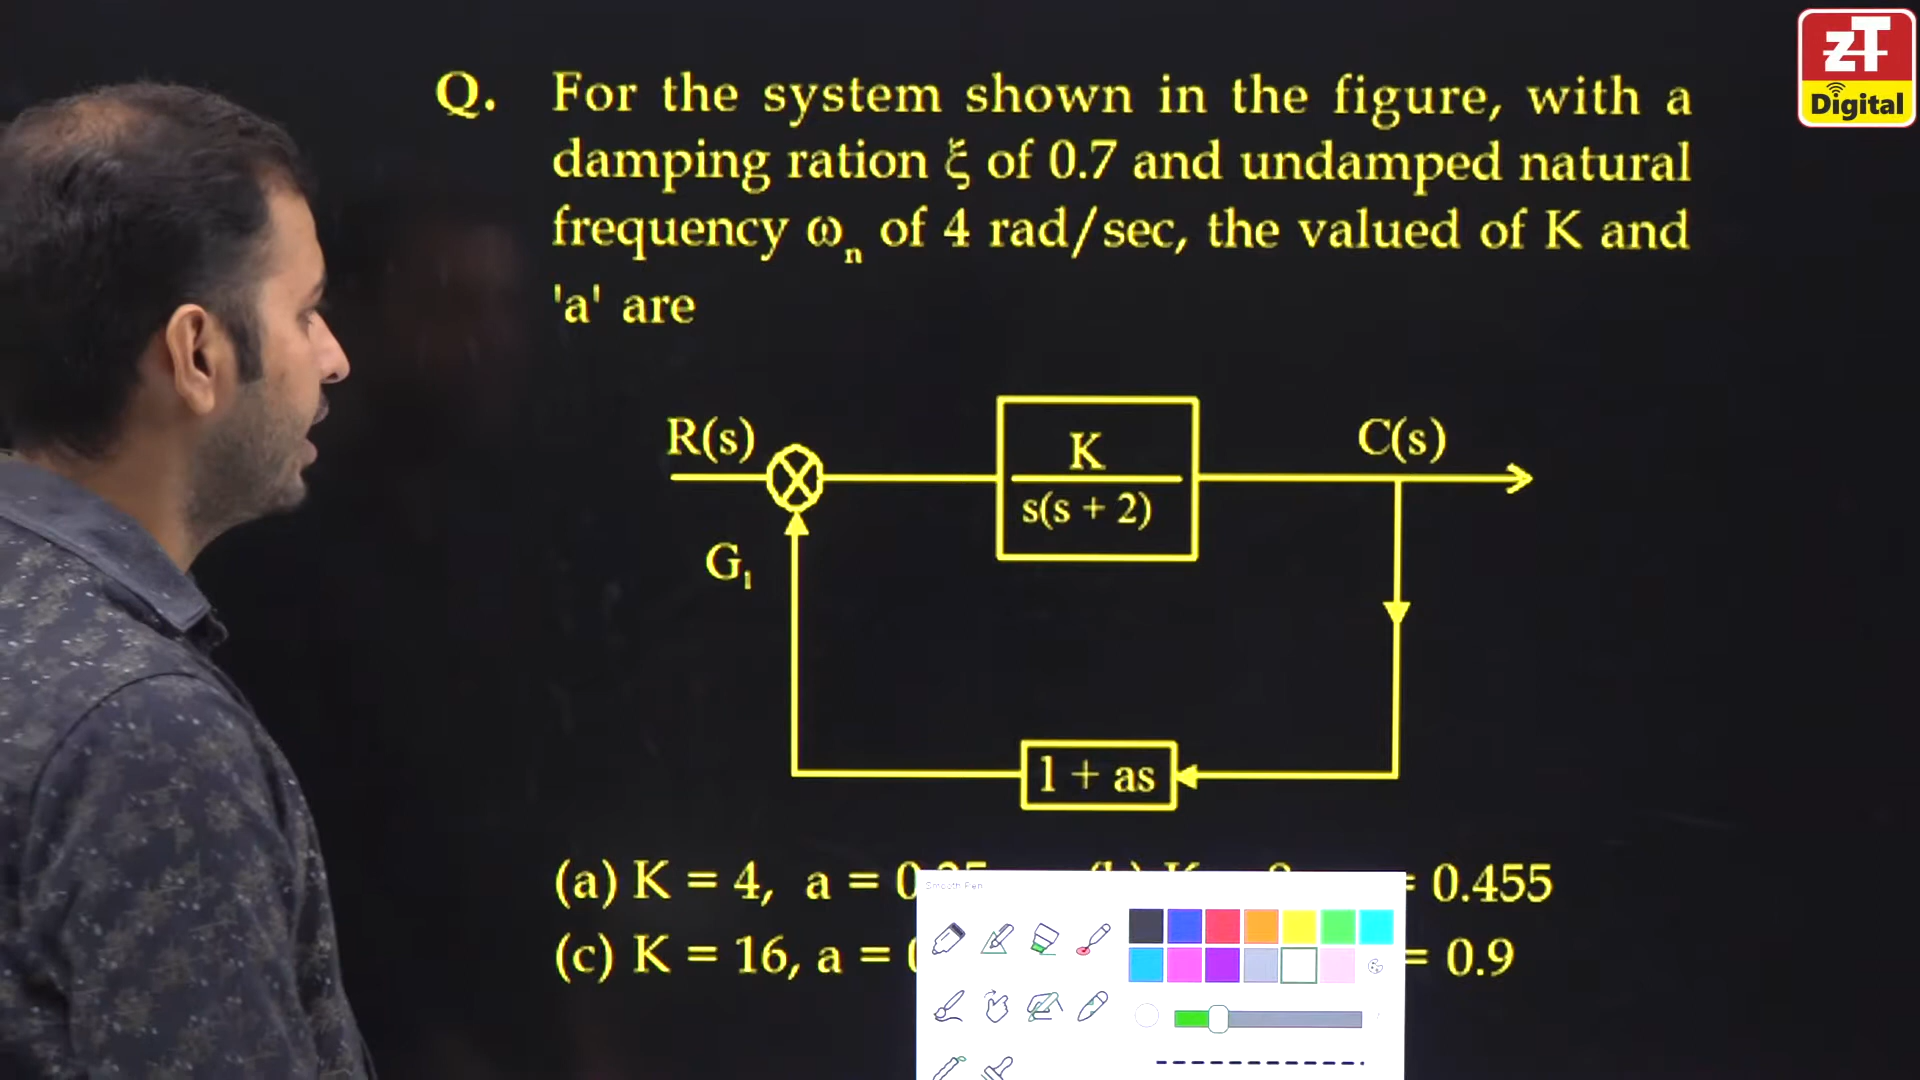 zT
Digital
Q. For the system shown in the figure, with a
damping ration ξ of 0.7 and undamped natural
frequency ωn of 4 rad/sec, the valued of K and
'a' are
R(s)
K
s(s + 2)
C(s)
G1
1 + as
(a) K = 4, a = = 0.455
(c) K = 16, a = = 0.9
Smooth Pen